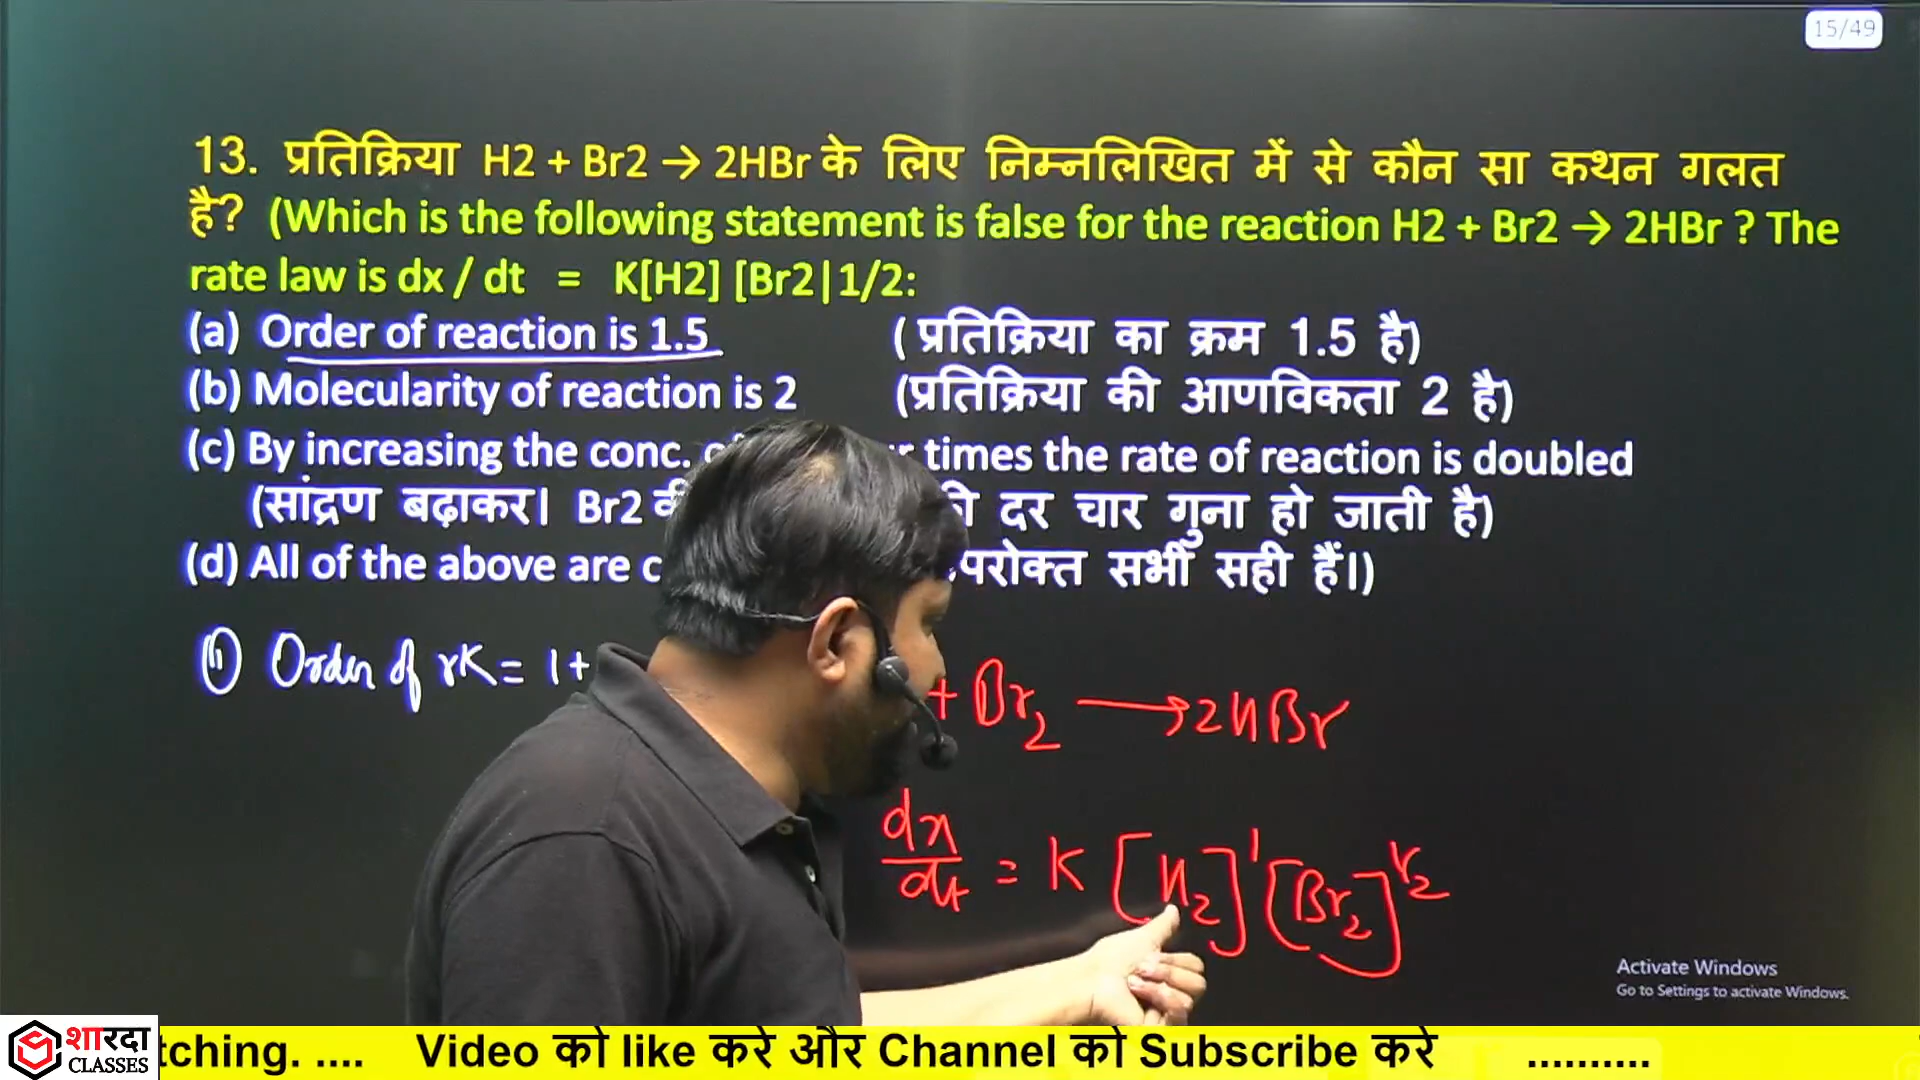 15/49
13. प्रतिक्रिया H2 + Br2 → 2HBr के लिए निम्नलिखित में से कौन सा कथन गलत
है? (Which is the following statement is false for the reaction H2 + Br2 → 2HBr ? The
rate law is dx / dt = K[H2] [Br2|1/2:
(a) Order of reaction is 1.5 ( प्रतिक्रिया का क्रम 1.5 है)
(b) Molecularity of reaction is 2 (प्रतिक्रिया की आणविकता 2 है)
(c) By increasing the conc. times the rate of reaction is doubled
(सांद्रण बढ़ाकर। Br2 दर चार गुना हो जाती है)
(d) All of the above are सभी सही हैं।)
(1) Order of rK = 1+
+ Br2 → 2HBr
dx/dt = K [H2]^1 [Br2]^1/2
Activate Windows
Go to Settings to activate Windows.
शारदा
CLASSES
tching. .... Video को like करे और Channel को Subscribe करे ..........